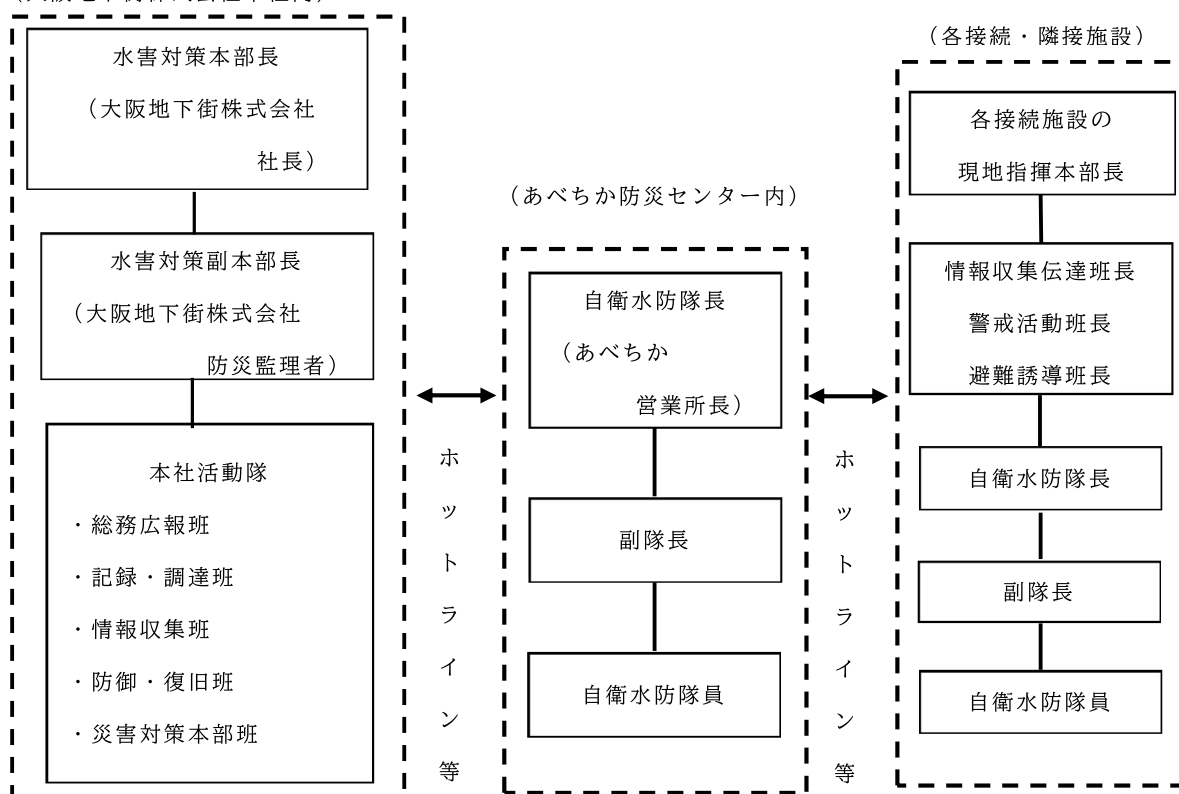 水害対策本部長
（大阪地下街株式会社
社長）
水害対策副本部長
（大阪地下街株式会社
防災監理者）
本社活動隊
・総務広報班
・記録・調達班
・情報収集班
・防御・復旧班
・災害対策本部班
ホットライン等
（あべちか防災センター内）
自衛水防隊長
（あべちか
営業所長）
副隊長
自衛水防隊員
ホットライン等
（各接続・隣接施設）
各接続施設の
現地指揮本部長
情報収集伝達班長
警戒活動班長
避難誘導班長
自衛水防隊長
副隊長
自衛水防隊員